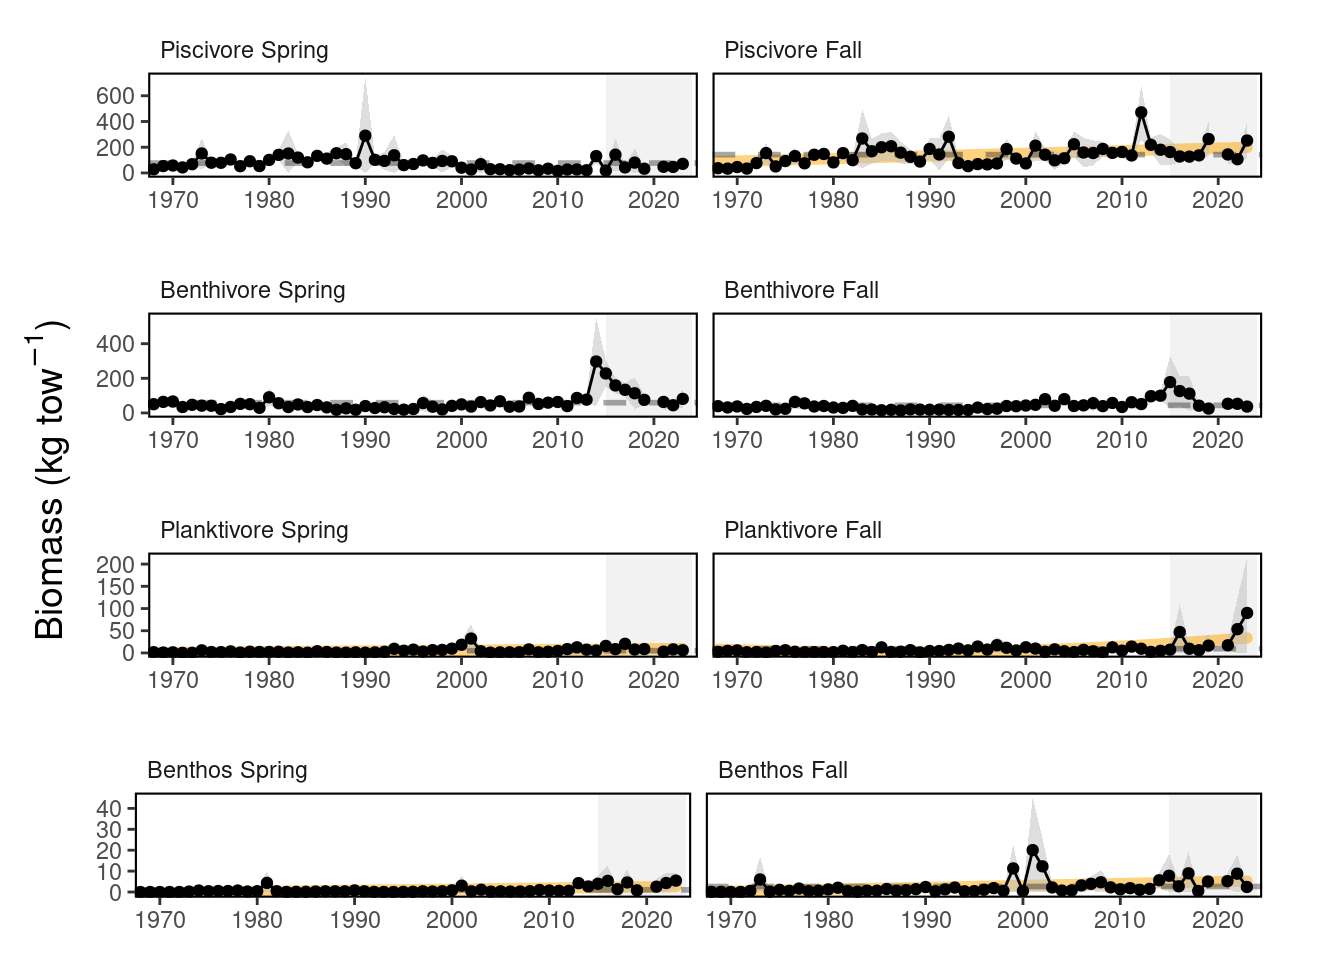 Piscivore Spring
Piscivore Fall
600
400
200
0
1970 1980 1990 2000 2010 2020
1970 1980 1990 2000 2010 2020
Benthivore Spring
Benthivore Fall
400
200
0
1970 1980 1990 2000 2010 2020
1970 1980 1990 2000 2010 2020
Biomass (kg tow⁻¹)
Planktivore Spring
Planktivore Fall
200
150
100
50
0
1970 1980 1990 2000 2010 2020
1970 1980 1990 2000 2010 2020
Benthos Spring
Benthos Fall
40
30
20
10
0
1970 1980 1990 2000 2010 2020
1970 1980 1990 2000 2010 2020